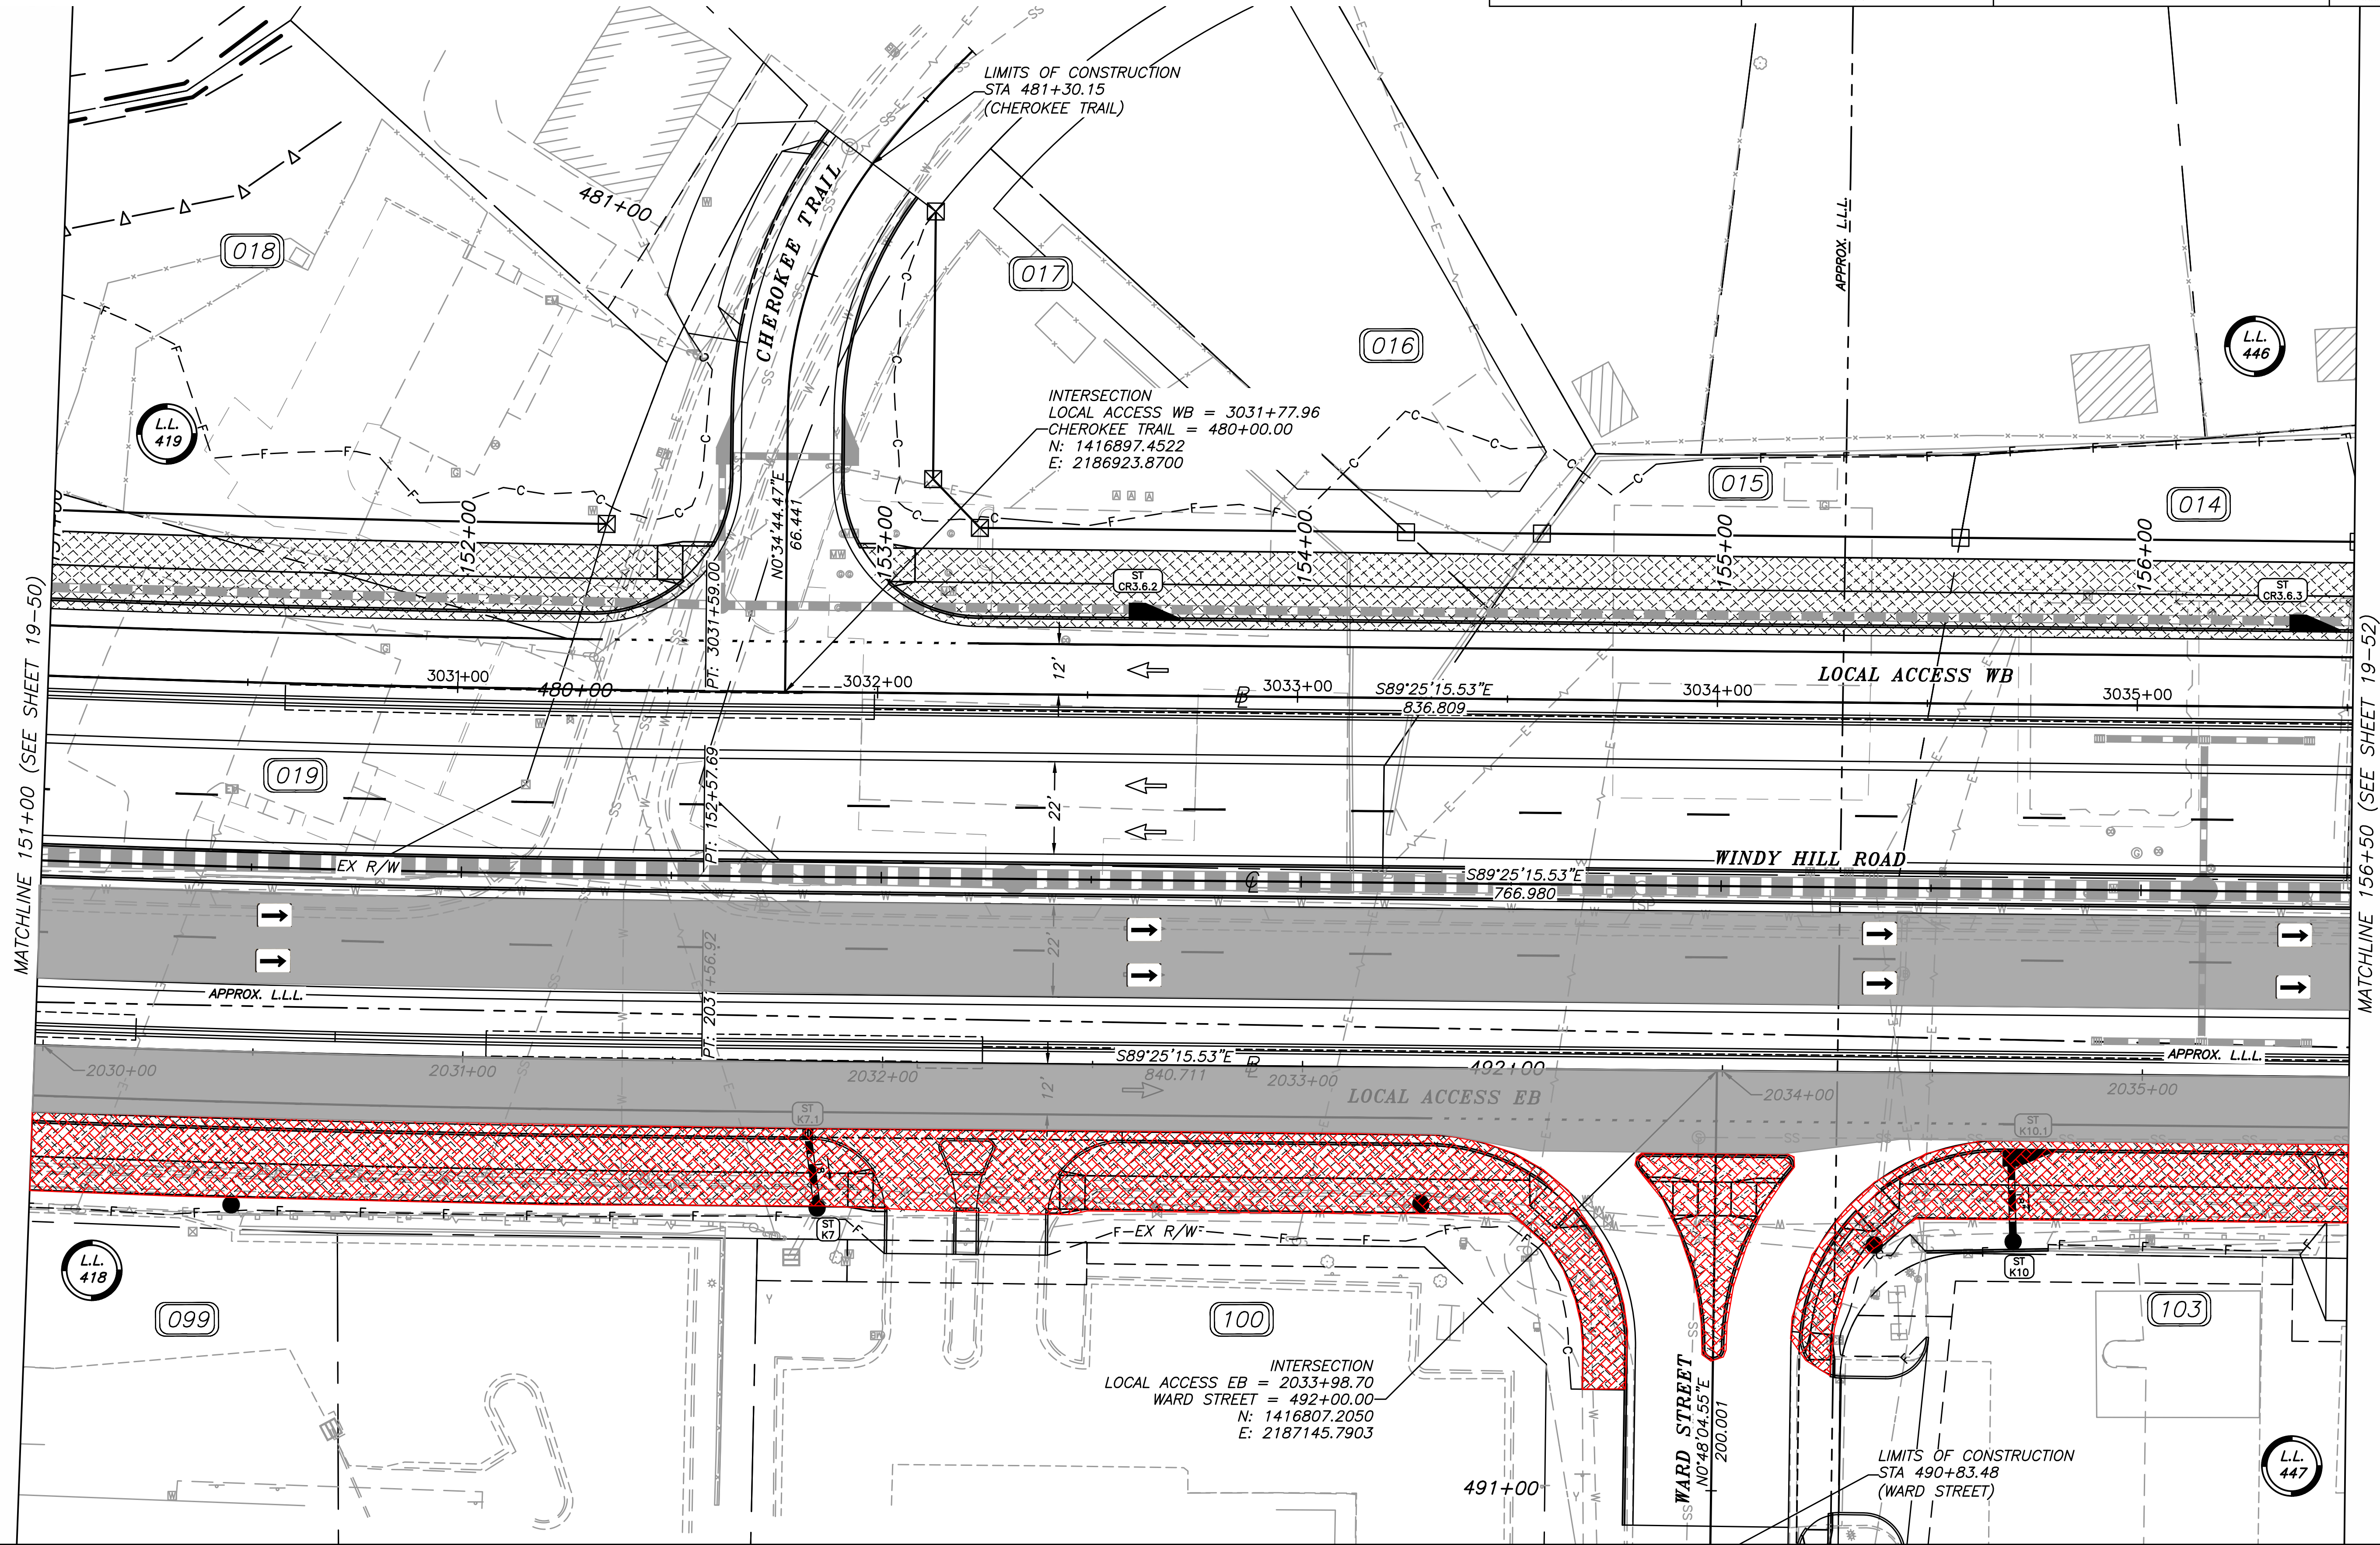 LIMITS OF CONSTRUCTION
STA 481+30.15
(CHEROKEE TRAIL)
481+00
CHEROKEE TRAIL
018
017
016
APPROX. L.L.L.
L.L.
446
L.L.
419
INTERSECTION
LOCAL ACCESS WB = 3031+77.96
CHEROKEE TRAIL = 480+00.00
N: 1416897.4522
E: 2186923.8700
015
014
N0°34'44.47"E
66.441
152+00
153+00
154+00
155+00
156+00
ST
CR3.6.2
ST
CR3.6.3
MATCHLINE 151+00 (SEE SHEET 19-50)
MATCHLINE 156+50 (SEE SHEET 19-52)
PT: 3031+59.00
12'
LOCAL ACCESS WB
3031+00
480+00
3032+00
3033+00
S89°25'15.53"E
836.809
3034+00
3035+00
019
PT: 152+57.69
22'
EX R/W
WINDY HILL ROAD
S89°25'15.53"E
766.980
22'
PT: 2031+56.92
APPROX. L.L.L.
APPROX. L.L.L.
S89°25'15.53"E
840.711
492+00
2030+00
2031+00
2032+00
2033+00
2034+00
2035+00
12'
LOCAL ACCESS EB
ST
K7.1
ST
K10.1
ST
K7
EX R/W
ST
K10
L.L.
418
099
100
103
INTERSECTION
LOCAL ACCESS EB = 2033+98.70
WARD STREET = 492+00.00
N: 1416807.2050
E: 2187145.7903
WARD STREET
N0°48'04.55"E
200.001
491+00
LIMITS OF CONSTRUCTION
STA 490+83.48
(WARD STREET)
L.L.
447